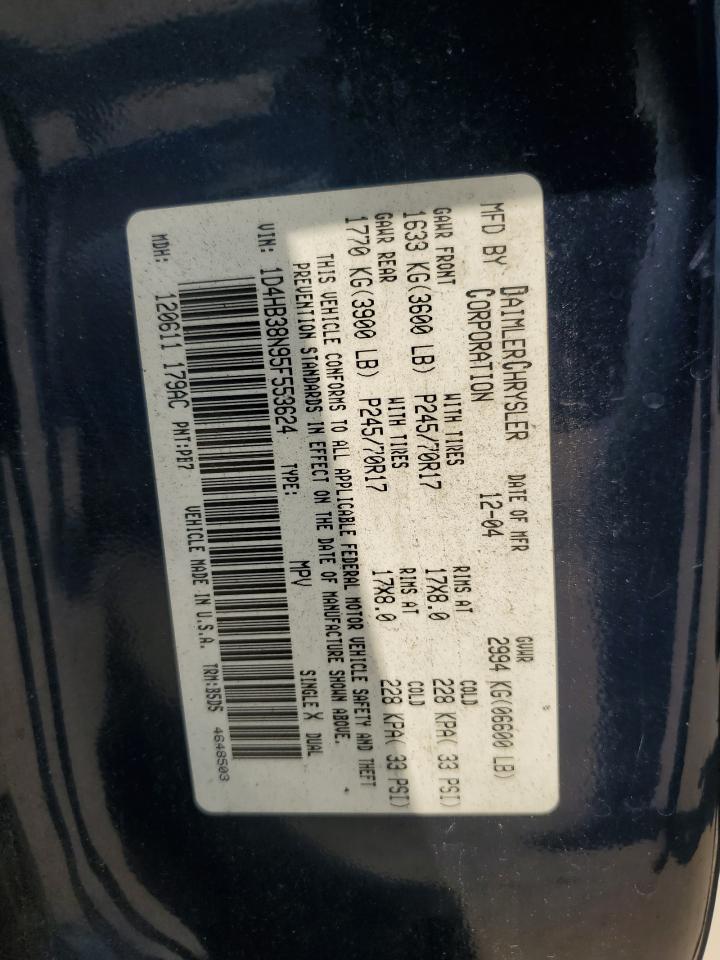 MFD BY DAIMLERCHRYSLER CORPORATION DATE OF MFR 12-04 GVWR 2994 KG(06600 LB)
GAWR FRONT WITH TIRES RIMS AT COLD
1633 KG(3600 LB) P245/70R17 17X8.0 228 KPA( 33 PSI)
GAWR REAR WITH TIRES RIMS AT COLD
1770 KG(3900 LB) P245/70R17 17X8.0 228 KPA( 33 PSI)
THIS VEHICLE CONFORMS TO ALL APPLICABLE FEDERAL MOTOR VEHICLE SAFETY AND THEFT
PREVENTION STANDARDS IN EFFECT ON THE DATE OF MANUFACTURE SHOWN ABOVE.
VIN: 1D4HB38N95F553624 TYPE: MPV SINGLE X DUAL
MDH: 120611 179AC PNT:PB7 VEHICLE MADE IN U.S.A. TRM:B5D5 4648503